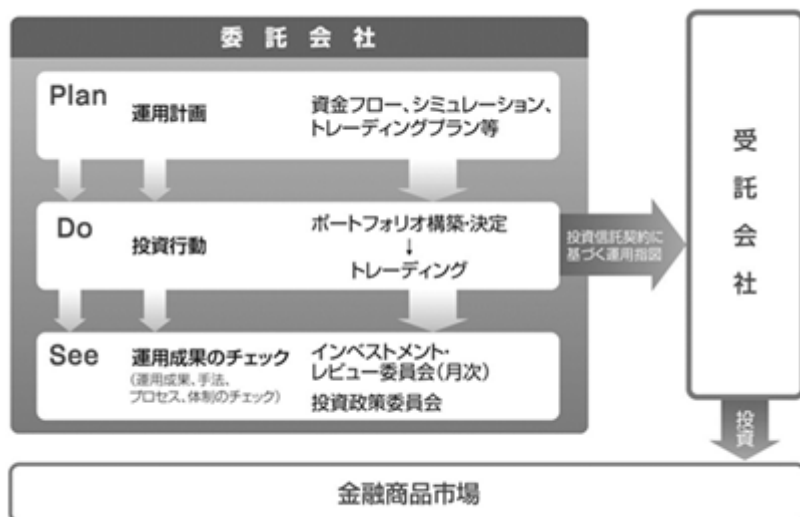 委託会社
Plan
運用計画
資金フロー、シミュレーション、
トレーディングプラン等
Do
投資行動
ポートフォリオ構築・決定
↓
トレーディング
投資信託契約に
基づく運用指図
受託会社
See
運用成果のチェック
(運用成果、手法、
プロセス、体制のチェック)
インベストメント・
レビュー委員会(月次)
投資政策委員会
投資
金融商品市場